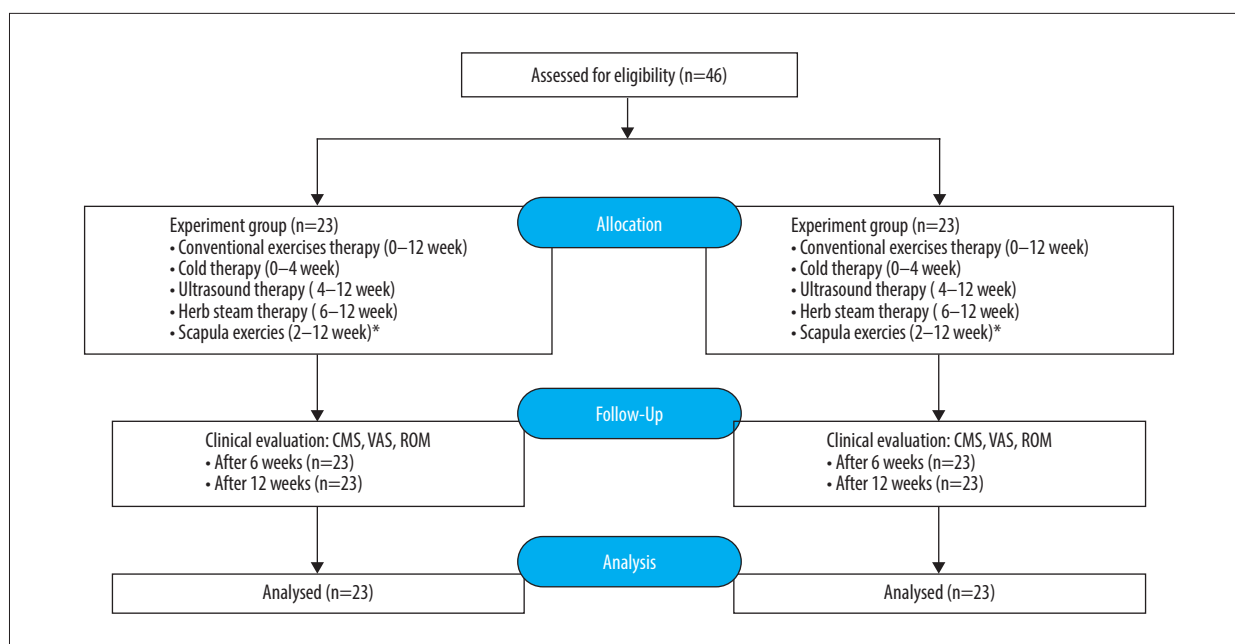 Assessed for eligibility (n=46)
Allocation
Experiment group (n=23)
• Conventional exercises therapy (0–12 week)
• Cold therapy (0–4 week)
• Ultrasound therapy ( 4–12 week)
• Herb steam therapy ( 6–12 week)
• Scapula exercies (2–12 week)*
Experiment group (n=23)
• Conventional exercises therapy (0–12 week)
• Cold therapy (0–4 week)
• Ultrasound therapy ( 4–12 week)
• Herb steam therapy ( 6–12 week)
• Scapula exercies (2–12 week)*
Follow-Up
Clinical evaluation: CMS, VAS, ROM
• After 6 weeks (n=23)
• After 12 weeks (n=23)
Clinical evaluation: CMS, VAS, ROM
• After 6 weeks (n=23)
• After 12 weeks (n=23)
Analysis
Analysed (n=23)
Analysed (n=23)